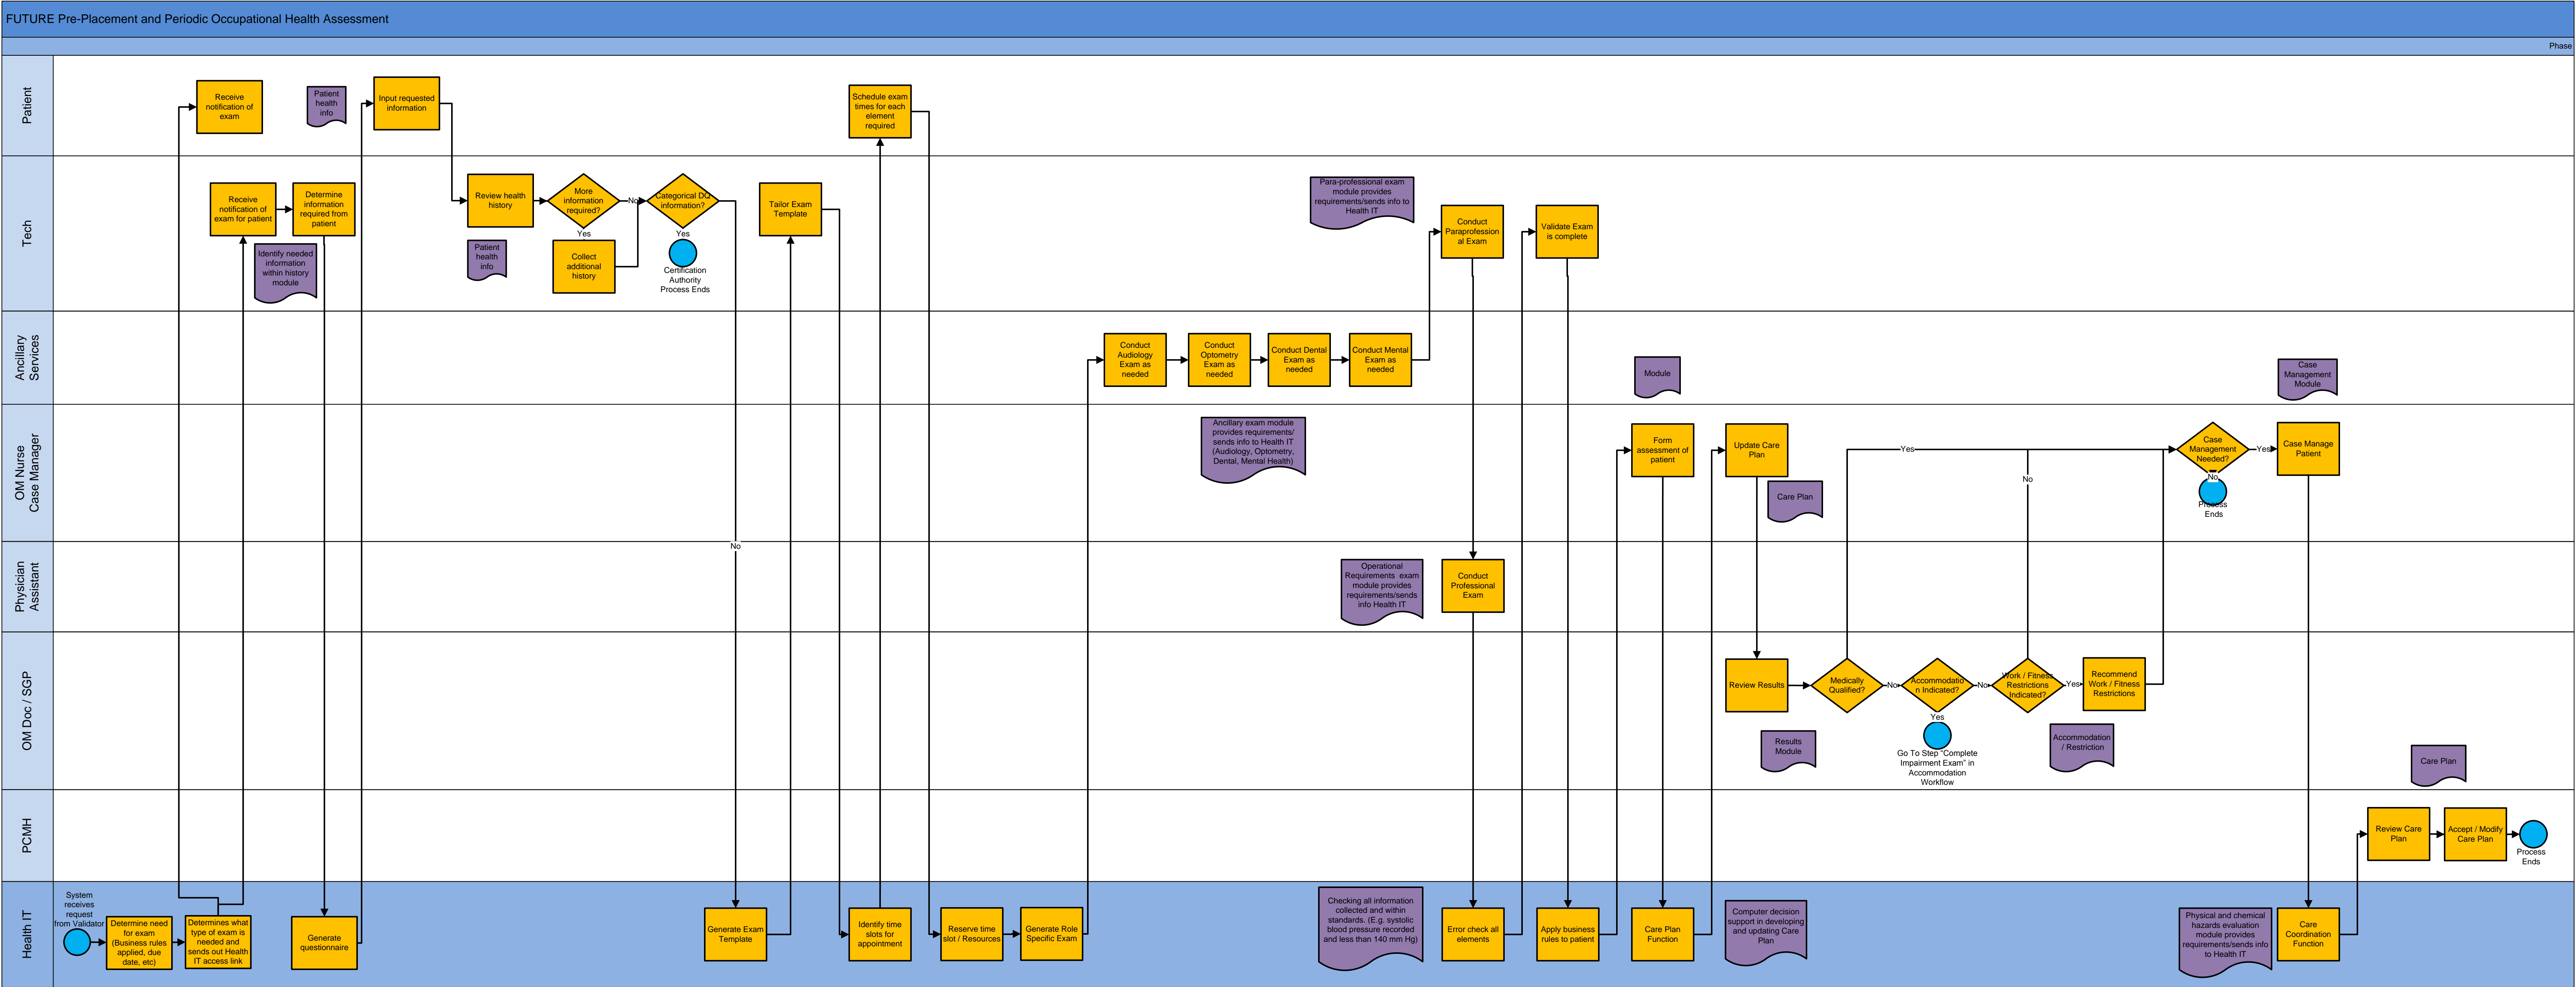 FUTURE Pre-Placement and Periodic Occupational Health Assessment
Phase
Patient
Receive
notification of
exam
Patient
health
info
Input requested
information
Schedule exam
times for each
element
required
Tech
Receive
notification of
exam for patient
Determine
information
required from
patient
Identify needed
information
within history
module
Review health
history
Patient
health
info
More
information
required?
No
Yes
Collect
additional
history
Categorical DQ
information?
Yes
Certification
Authority
Process Ends
No
Tailor Exam
Template
Para-professional exam
module provides
requirements/sends info to
Health IT
Conduct
Paraprofession
al Exam
Validate Exam
is complete
Ancillary
Services
Conduct
Audiology
Exam as
needed
Conduct
Optometry
Exam as
needed
Conduct Dental
Exam as
needed
Conduct Mental
Exam as
needed
Module
Case
Management
Module
OM Nurse
Case Manager
Ancillary exam module
provides requirements/
sends info to Health IT
(Audiology, Optometry,
Dental, Mental Health)
Form
assessment of
patient
Update Care
Plan
Care Plan
Yes
No
Case
Management
Needed?
Yes
No
Process
Ends
Case Manage
Patient
Physician
Assistant
Operational
Requirements exam
module provides
requirements/sends
info Health IT
Conduct
Professional
Exam
OM Doc / SGP
Review Results
Results
Module
Medically
Qualified?
No
Accommodatio
n Indicated?
No
Yes
Go To Step “Complete
Impairment Exam” in
Accommodation
Workflow
Work / Fitness
Restrictions
Indicated?
Yes
Recommend
Work / Fitness
Restrictions
Accommodation
/ Restriction
Care Plan
PCMH
Review Care
Plan
Accept / Modify
Care Plan
Process
Ends
Health IT
System
receives
request
from Validator
Determine need
for exam
(Business rules
applied, due
date, etc)
Determines what
type of exam is
needed and
sends out Health
IT access link
Generate
questionnaire
Generate Exam
Template
Identify time
slots for
appointment
Reserve time
slot / Resources
Generate Role
Specific Exam
Checking all information
collected and within
standards. (E.g. systolic
blood pressure recorded
and less than 140 mm Hg)
Error check all
elements
Apply business
rules to patient
Care Plan
Function
Computer decision
support in developing
and updating Care
Plan
Physical and chemical
hazards evaluation
module provides
requirements/sends info
to Health IT
Care
Coordination
Function